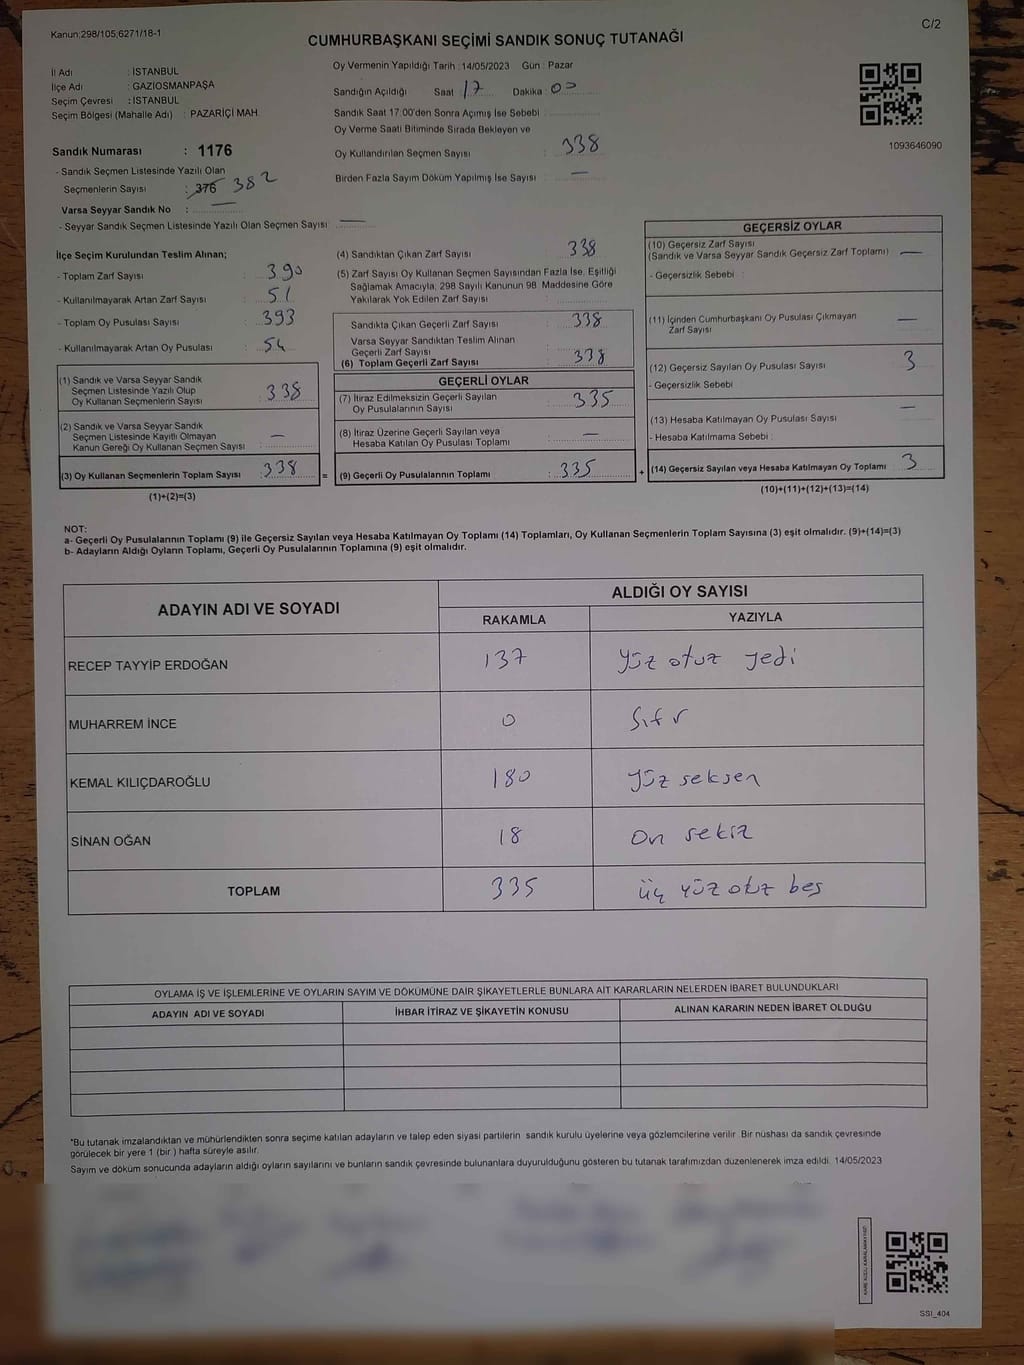 Kanun:298/105,6271/18-1
C/2
CUMHURBAŞKANI SEÇİMİ SANDIK SONUÇ TUTANAĞI
İl Adı : İSTANBUL
İlçe Adı : GAZİOSMANPAŞA
Seçim Çevresi : İSTANBUL
Seçim Bölgesi (Mahalle Adı) : PAZARİÇİ MAH
Sandık Numarası : 1176
- Sandık Seçmen Listesinde Yazılı Olan
Seçmenlerin Sayısı : 376 382
Varsa Seyyar Sandık No : —
- Seyyar Sandık Seçmen Listesinde Yazılı Olan Seçmen Sayısı : —
Oy Vermenin Yapıldığı Tarih : 14/05/2023 Gün : Pazar
Sandığın Açıldığı Saat 17 Dakika : 00
Sandık Saat 17:00'den Sonra Açımış İse Sebebi
Oy Verme Saati Bitiminde Sırada Bekleyen ve
Oy Kullandırılan Seçmen Sayısı : 338
Birden Fazla Sayım Döküm Yapılmış İse Sayısı : —
1093646090
İlçe Seçim Kurulundan Teslim Alınan;
- Toplam Zarf Sayısı : 390
- Kullanılmayarak Artan Zarf Sayısı : 51
- Toplam Oy Pusulası Sayısı : 393
- Kullanılmayarak Artan Oy Pusulası : 54
(1) Sandık ve Varsa Seyyar Sandık
Seçmen Listesinde Yazılı Olup
Oy Kullanan Seçmenlerin Sayısı : 338
(2) Sandık ve Varsa Seyyar Sandık
Seçmen Listesinde Kayıtlı Olmayan
Kanun Gereği Oy Kullanan Seçmen Sayısı : —
(3) Oy Kullanan Seçmenlerin Toplam Sayısı : 338
(1)+(2)=(3)
(4) Sandıktan Çıkan Zarf Sayısı : 338
(5) Zarf Sayısı Oy Kullanan Seçmen Sayısından Fazla İse, Eşitliği
Sağlamak Amacıyla, 298 Sayılı Kanunun 98. Maddesine Göre
Yakılarak Yok Edilen Zarf Sayısı :
Sandıkta Çıkan Geçerli Zarf Sayısı : 338
Varsa Seyyar Sandıktan Teslim Alınan
Geçerli Zarf Sayısı :
(6) Toplam Geçerli Zarf Sayısı : 338
GEÇERLİ OYLAR
(7) İtiraz Edilmeksizin Geçerli Sayılan
Oy Pusulalarının Sayısı : 335
(8) İtiraz Üzerine Geçerli Sayılan veya
Hesaba Katılan Oy Pusulası Toplamı : —
= (9) Geçerli Oy Pusulalarının Toplamı : 335
GEÇERSİZ OYLAR
(10) Geçersiz Zarf Sayısı
(Sandık ve Varsa Seyyar Sandık Geçersiz Zarf Toplamı) —
- Geçersizlik Sebebi :
(11) İçinden Cumhurbaşkanı Oy Pusulası Çıkmayan
Zarf Sayısı —
(12) Geçersiz Sayılan Oy Pusulası Sayısı 3
- Geçersizlik Sebebi
(13) Hesaba Katılmayan Oy Pusulası Sayısı —
- Hesaba Katılmama Sebebi :
+ (14) Geçersiz Sayılan veya Hesaba Katılmayan Oy Toplamı 3
(10)+(11)+(12)+(13)=(14)
NOT:
a- Geçerli Oy Pusulalarının Toplamı (9) ile Geçersiz Sayılan veya Hesaba Katılmayan Oy Toplamı (14) Toplamları, Oy Kullanan Seçmenlerin Toplam Sayısına (3) eşit olmalıdır. (9)+(14)=(3)
b- Adayların Aldığı Oyların Toplamı, Geçerli Oy Pusulalarının Toplamına (9) eşit olmalıdır.
ADAYIN ADI VE SOYADI ALDIĞI OY SAYISI
RAKAMLA YAZIYLA
RECEP TAYYİP ERDOĞAN 137 yüz otuz yedi
MUHARREM İNCE 0 Sıfır
KEMAL KILIÇDAROĞLU 180 yüz seksen
SİNAN OĞAN 18 On sekiz
TOPLAM 335 üç yüz otuz beş
OYLAMA İŞ VE İŞLEMLERİNE VE OYLARIN SAYIM VE DÖKÜMÜNE DAİR ŞİKAYETLERLE BUNLARA AİT KARARLARIN NELERDEN İBARET BULUNDUKLARI
ADAYIN ADI VE SOYADI İHBAR İTİRAZ VE ŞİKAYETİN KONUSU ALINAN KARARIN NEDEN İBARET OLDUĞU
*Bu tutanak imzalandıktan ve mühürlendikten sonra seçime katılan adayların ve talep eden siyasi partilerin sandık kurulu üyelerine veya gözlemcilerine verilir. Bir nüshası da sandık çevresinde
görülecek bir yere 1 (bir ) hafta süreyle asılır.
Sayım ve döküm sonucunda adayların aldığı oyların sayılarını ve bunların sandık çevresinde bulunanlara duyurulduğunu gösteren bu tutanak tarafımızdan düzenlenerek imza edildi. 14/05/2023
SSI_404